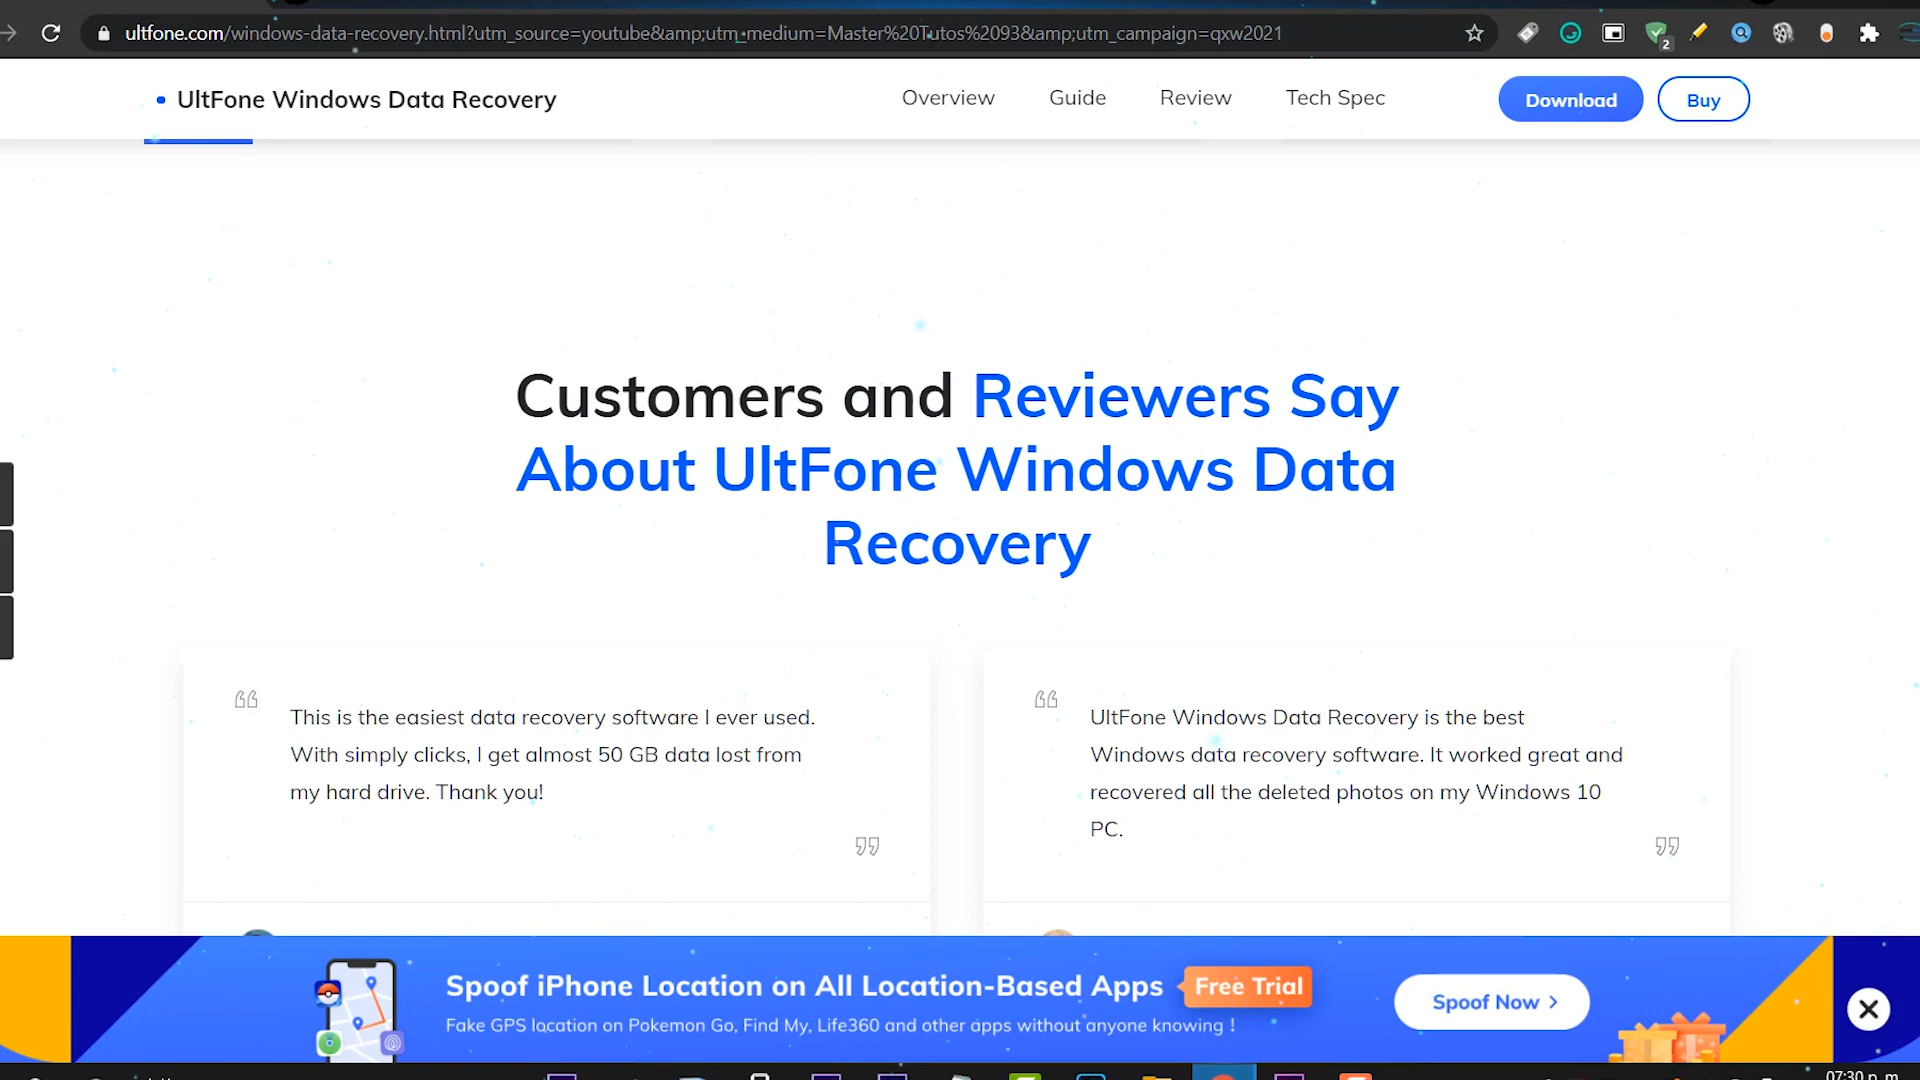 ultfone.com/windows-data-recovery.html?utm_source=youtube&amp;utm_medium=Master%20Tutos%2093&amp;utm_campaign=qxw2021
2
UltFone Windows Data Recovery
Overview
Guide
Review
Tech Spec
Download
Buy
Customers and Reviewers Say
About UltFone Windows Data
Recovery
This is the easiest data recovery software I ever used.
With simply clicks, I get almost 50 GB data lost from
my hard drive. Thank you!
UltFone Windows Data Recovery is the best
Windows data recovery software. It worked great and
recovered all the deleted photos on my Windows 10
PC.
Spoof iPhone Location on All Location-Based Apps
Free Trial
Fake GPS location on Pokemon Go, Find My, Life360 and other apps without anyone knowing !
Spoof Now
07:30 p. m.